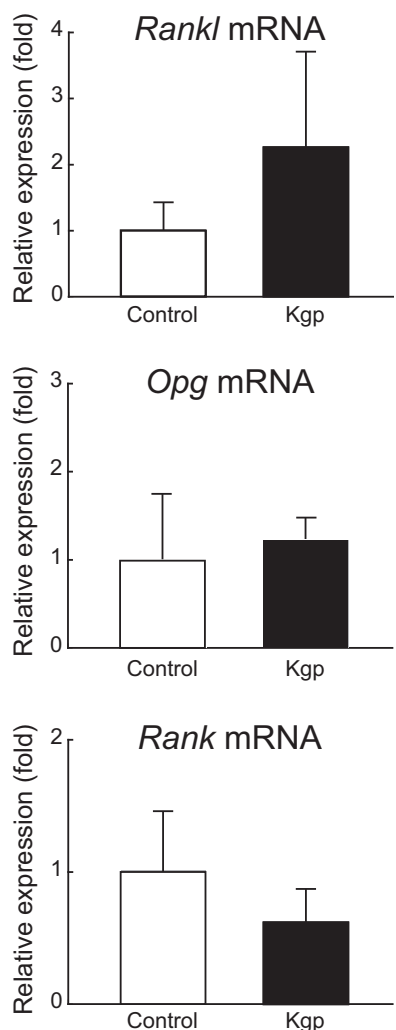 Rankl mRNA
Relative expression (fold)
4
3
2
1
0
Control Kgp
Opg mRNA
Relative expression (fold)
3
2
1
0
Control Kgp
Rank mRNA
Relative expression (fold)
2
1
0
Control Kgp